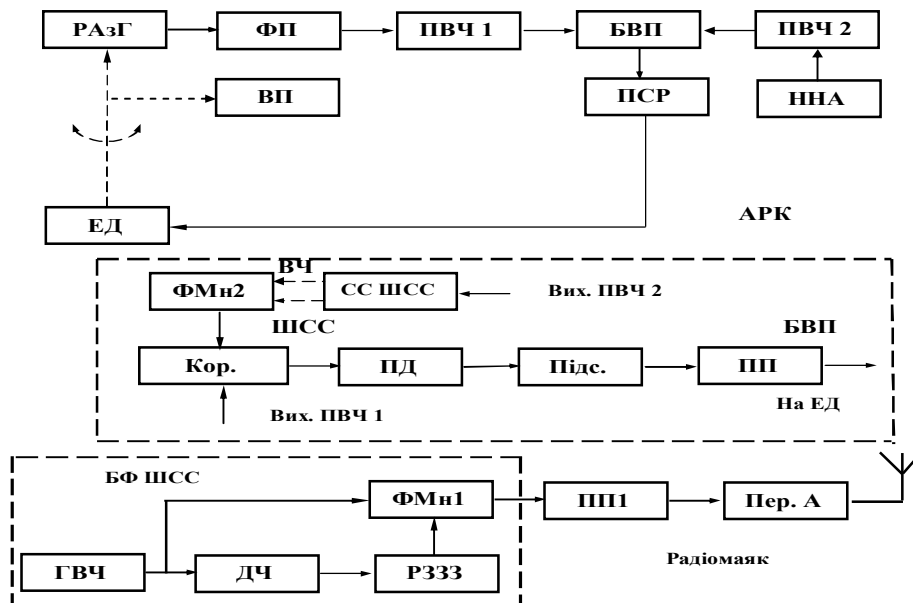 РАзГ
ФП
ПВЧ 1
БВП
ПВЧ 2
ВП
ПСР
ННА
ЕД
АРК
ВЧ
ФМн2
СС ШСС
Вих. ПВЧ 2
ШСС
БВП
Кор.
ПД
Підс.
ПП
Вих. ПВЧ 1
На ЕД
БФ ШСС
ФМн1
ПП1
Пер. А
ГВЧ
ДЧ
РЗЗЗ
Радіомаяк